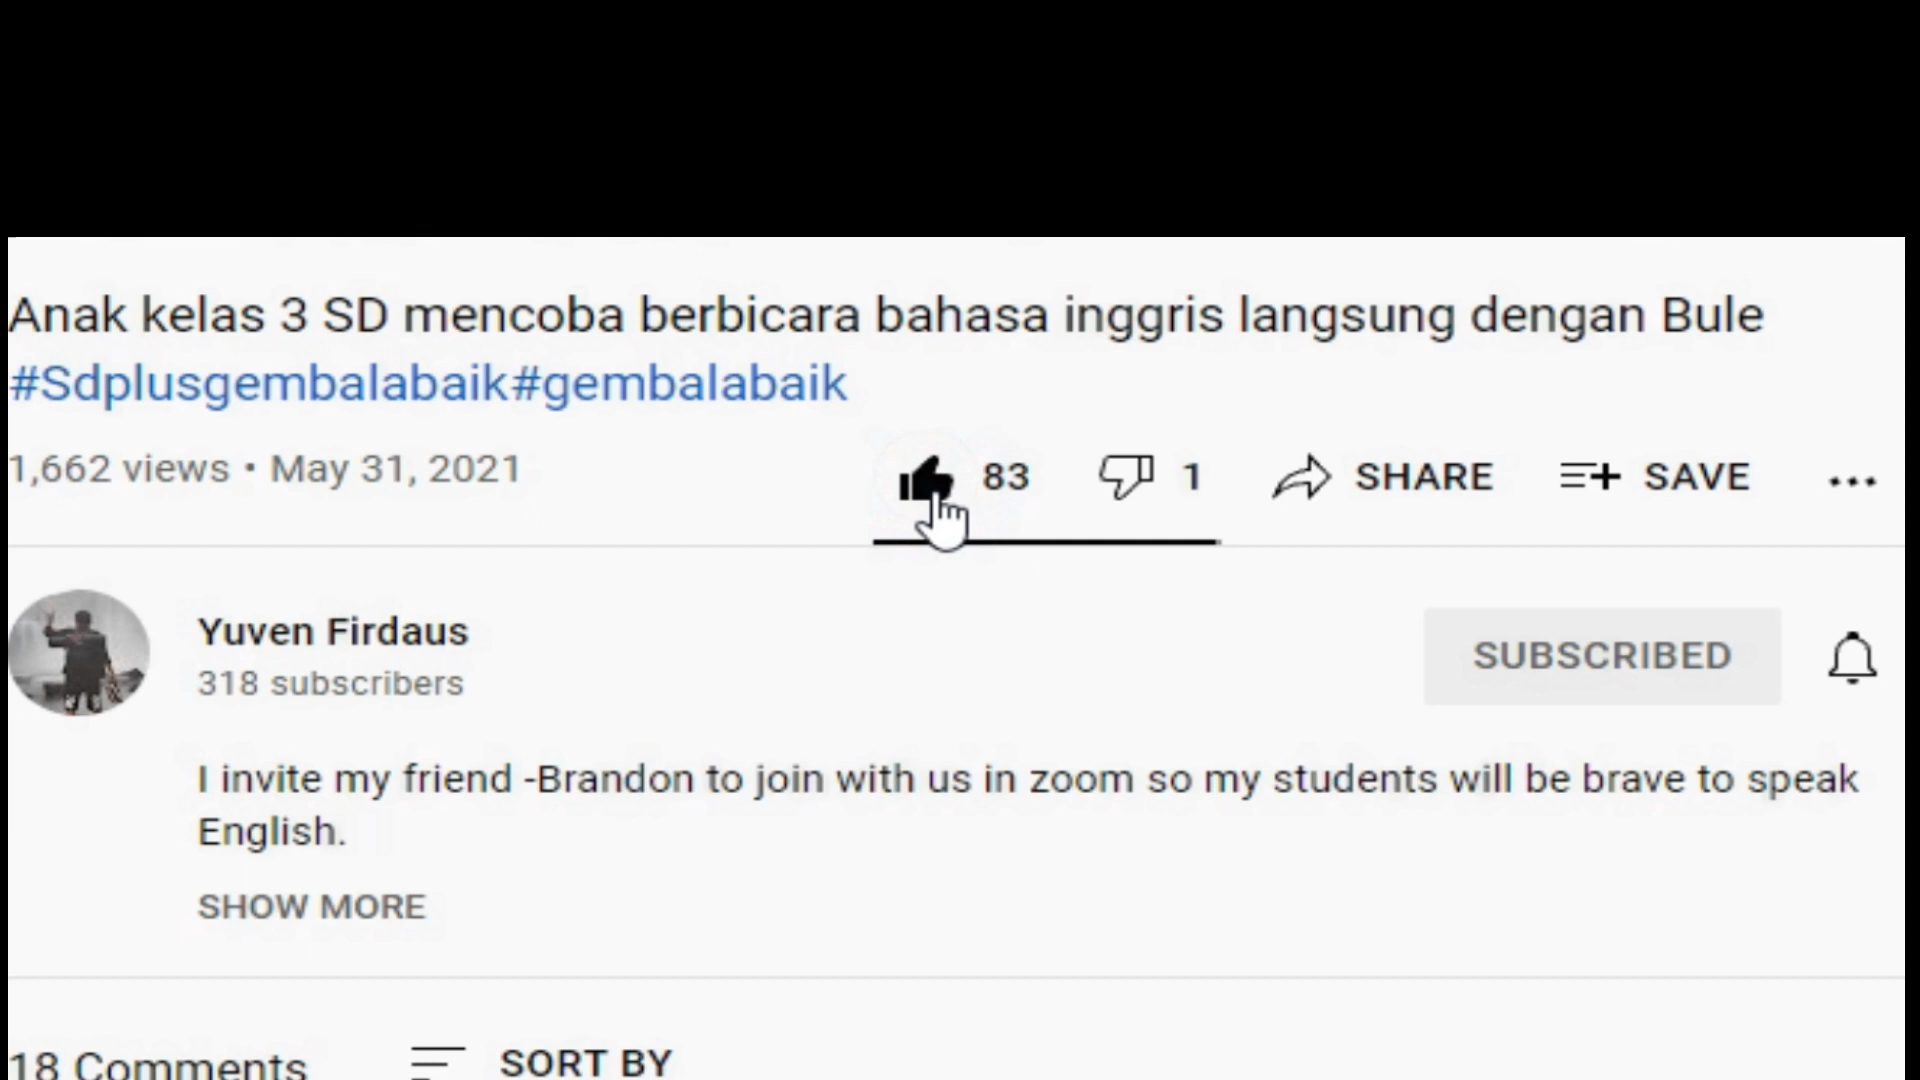 Anak kelas 3 SD mencoba berbicara bahasa inggris langsung dengan Bule
#Sdplusgembalabaik#gembalabaik
1,662 views • May 31, 2021
83 1 SHARE SAVE ...
Yuven Firdaus
318 subscribers
SUBSCRIBED
I invite my friend -Brandon to join with us in zoom so my students will be brave to speak
English.
SHOW MORE
18 Comments SORT BY